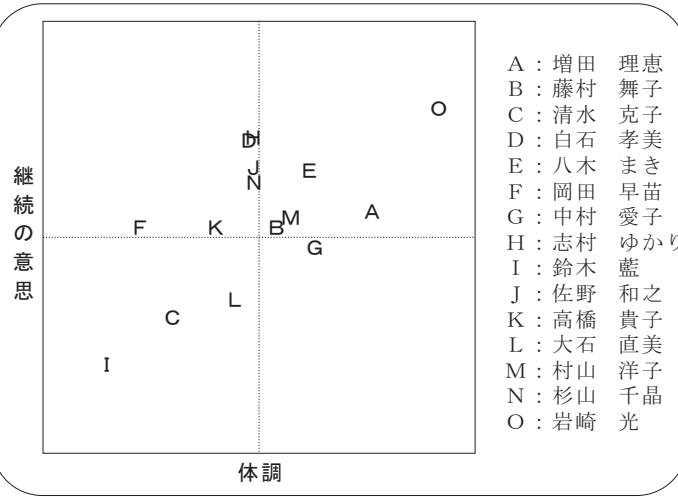 継続の意思
体調
O
D
H
J
N
E
A
M
B
F
K
G
L
C
I
A：増田　理恵
B：藤村　舞子
C：清水　克子
D：白石　孝美
E：八木　まき
F：岡田　早苗
G：中村　愛子
H：志村　ゆかり
I：鈴木　藍
J：佐野　和之
K：高橋　貴子
L：大石　直美
M：村山　洋子
N：杉山　千晶
O：岩崎　光